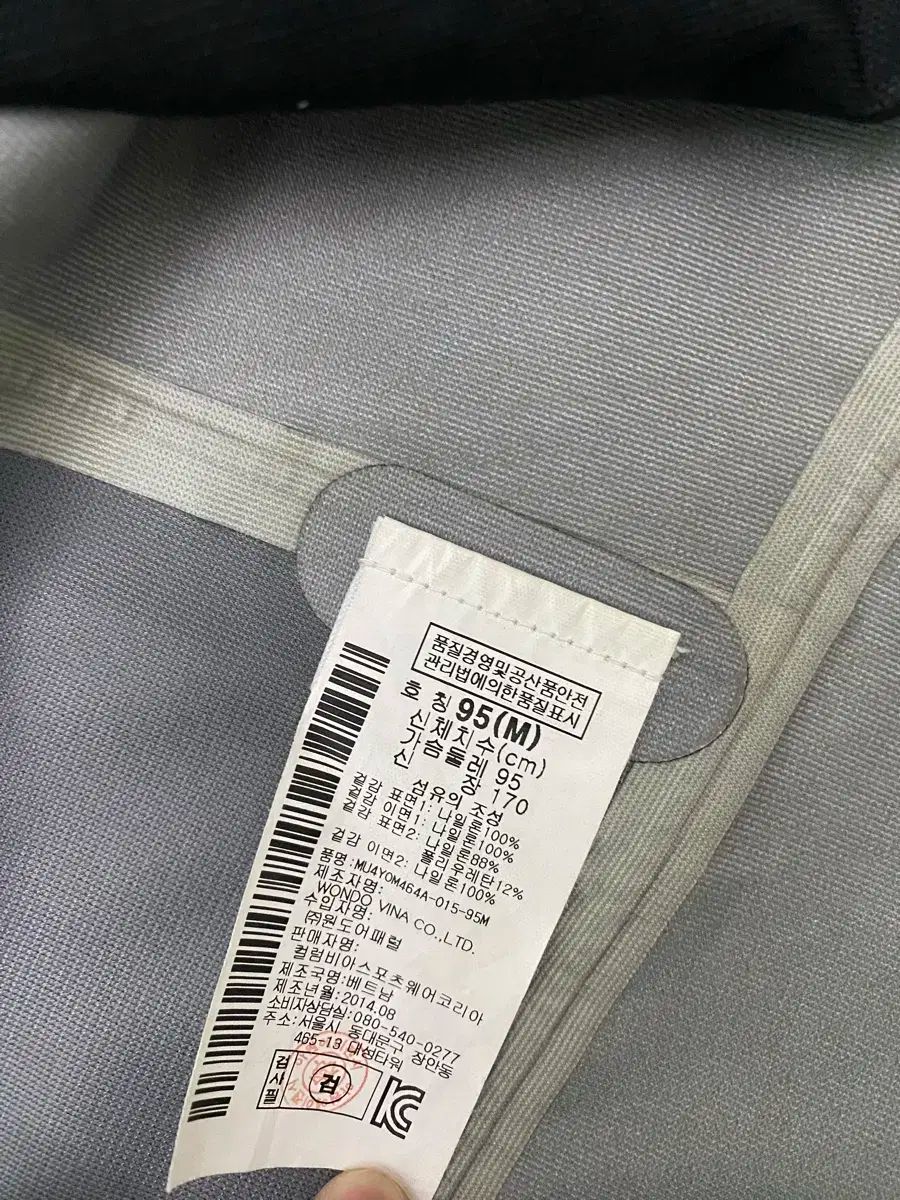 품질경영및공산품안전
관리법에의한품질표시
호 칭 95(M)
신체치수(cm)
가슴둘레 95
신 장 170
섬유의 조성
겉감 표면1: 나일론100%
겉감 이면1: 나일론100%
겉감 표면2: 나일론88%
폴리우레탄12%
겉감 이면2: 나일론100%
품명:MU4YOM464A-015-95M
제조자명:
WONDO VINA CO.,LTD.
수입자명:
㈜원도어패럴
판매자명:
컬럼비아스포츠웨어코리아
제조국명:베트남
제조년월:2014.08
소비자상담실:080-540-0277
주소:서울시 동대문구 장안동
465-13 대성타워
검사필
검
KC